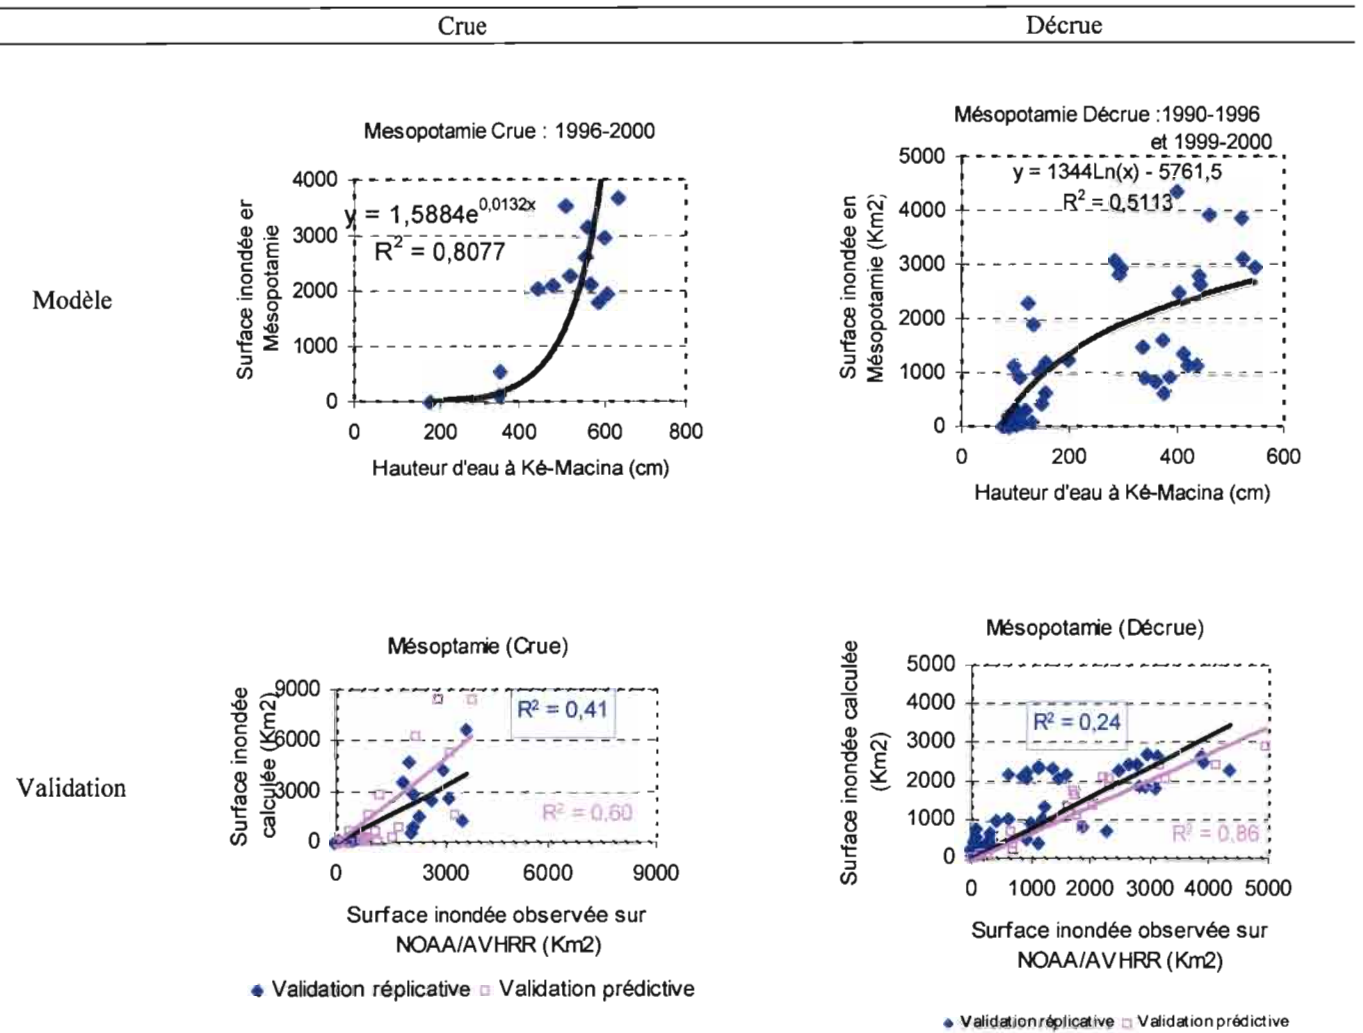 Crue
Décrue
Modèle
Mesopotamie Crue : 1996-2000
Surface inondée er
Mésopotamie
4000
3000
2000
1000
0
y = 1,5884e^0,0132x
R² = 0,8077
0 200 400 600 800
Hauteur d'eau à Ké-Macina (cm)
Mésopotamie Décrue :1990-1996
et 1999-2000
Surface inondée en
Mésopotamie (Km2)
5000
4000
3000
2000
1000
0
y = 1344Ln(x) - 5761,5
R² = 0,5113
0 200 400 600
Hauteur d'eau à Ké-Macina (cm)
Validation
Mésoptamie (Crue)
Surface inondée
calculée (Km2)
9000
6000
3000
0
R² = 0,41
R² = 0,60
0 3000 6000 9000
Surface inondée observée sur
NOAA/AVHRR (Km2)
Validation réplicative Validation prédictive
Mésopotamie (Décrue)
Surface inondée calculée
(Km2)
5000
4000
3000
2000
1000
0
R² = 0,24
R² = 0,86
0 1000 2000 3000 4000 5000
Surface inondée observée sur
NOAA/AVHRR (Km2)
Validation réplicative Validation prédictive